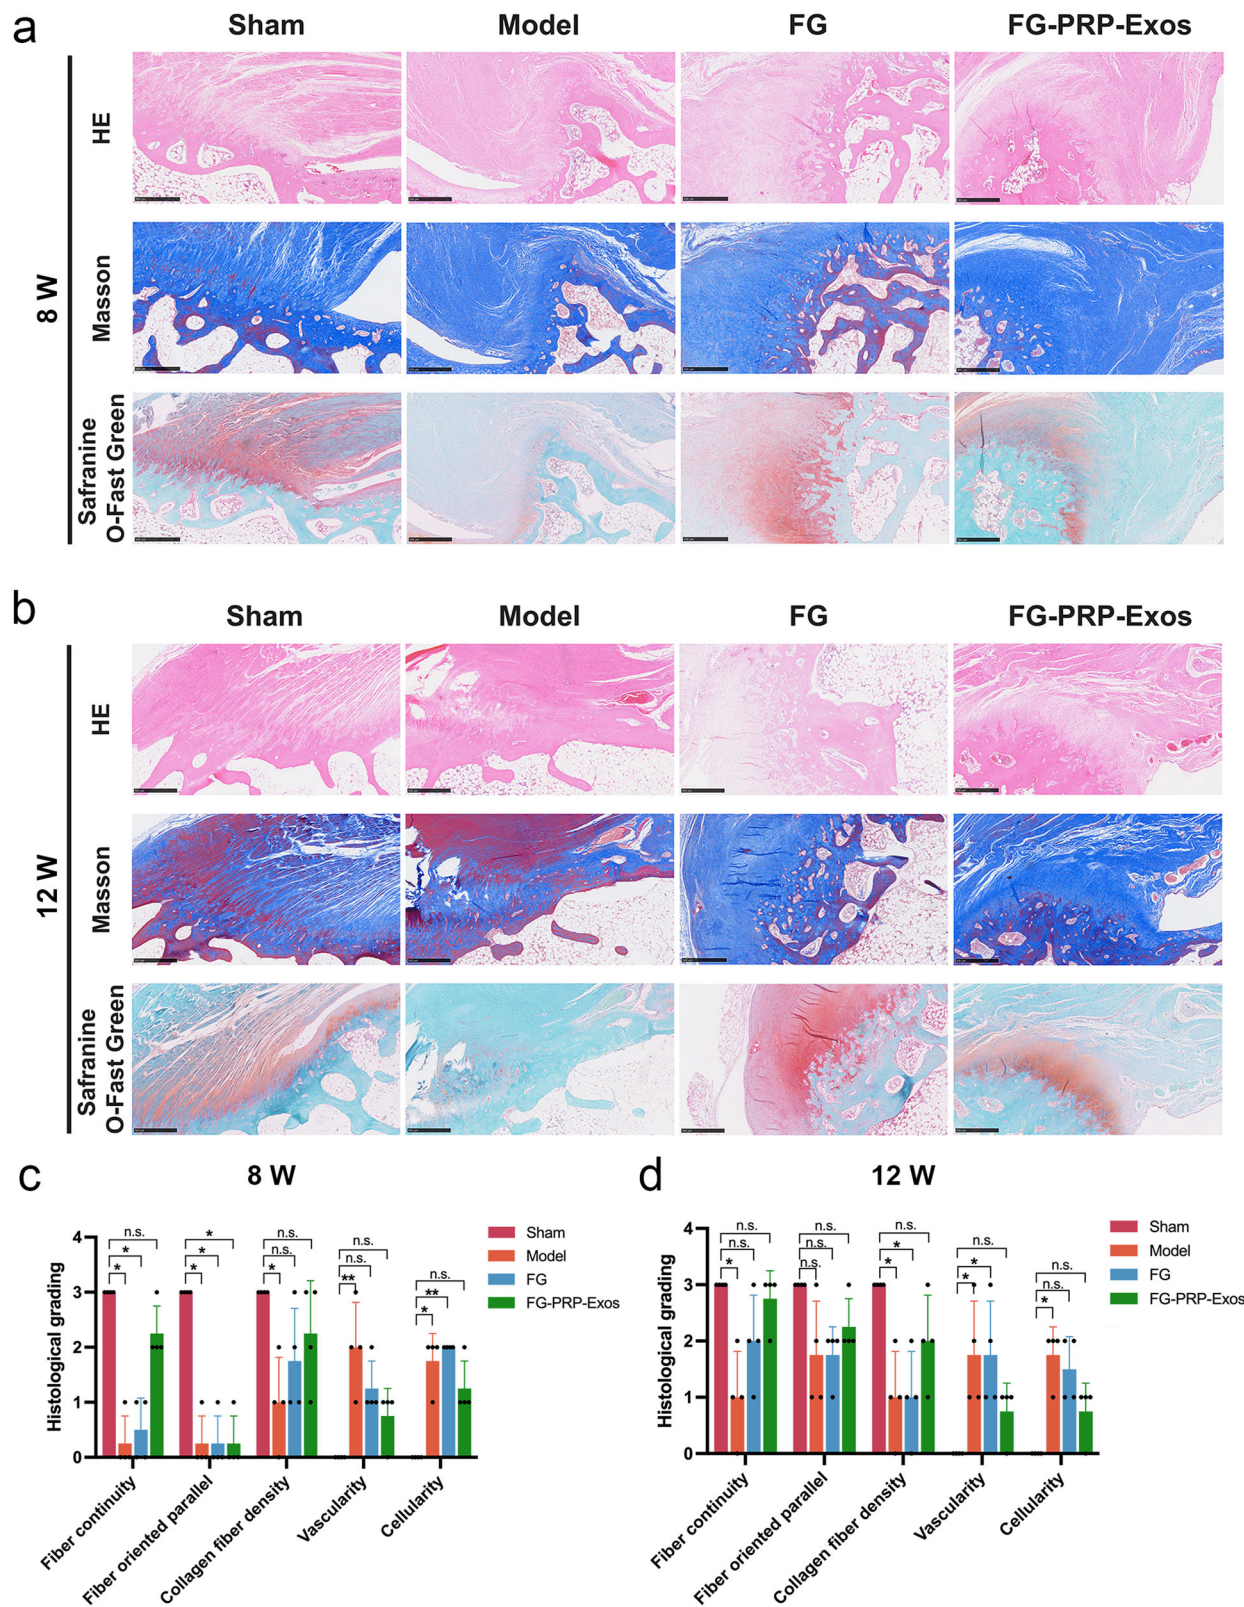 a
Sham Model FG FG-PRP-Exos
8 W
HE
Masson
Safranine
O-Fast Green
b
Sham Model FG FG-PRP-Exos
12 W
HE
Masson
Safranine
O-Fast Green
c
8 W
Histological grading
4
3
2
1
0
n.s.
*
*
*
*
*
n.s.
n.s.
*
n.s.
n.s.
**
n.s.
**
*
Fiber continuity
Fiber oriented parallel
Collagen fiber density
Vascularity
Cellularity
Sham
Model
FG
FG-PRP-Exos
d
12 W
Histological grading
4
3
2
1
0
n.s.
n.s.
*
n.s.
n.s.
n.s.
n.s.
*
*
n.s.
*
*
n.s.
n.s.
*
Fiber continuity
Fiber oriented parallel
Collagen fiber density
Vascularity
Cellularity
Sham
Model
FG
FG-PRP-Exos